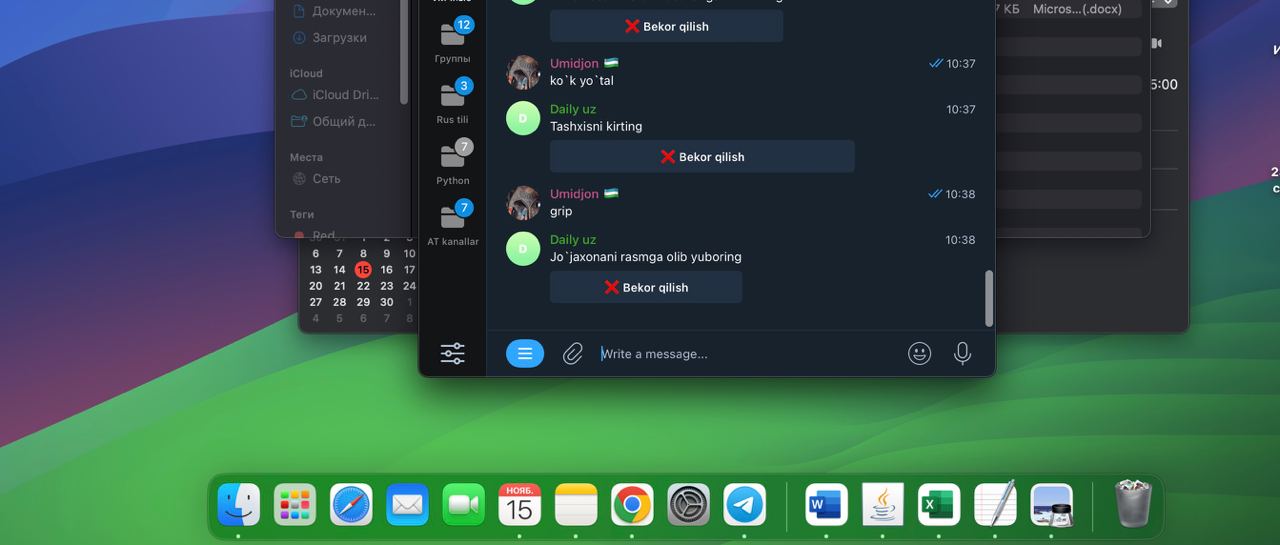 Докумен...
Загрузки
iCloud
iCloud Dri...
Общий д...
Места
Сеть
Теги
Red
6 7 8 9 10
13 14 15 16 17
20 21 22 23 24
27 28 29 30 1
4 5 6 7 8
12
Группы
3
Rus tili
7
Python
7
AT kanallar
❌ Bekor qilish
Umidjon 🇺🇿 10:37
ko`k yo`tal
Daily uz 10:37
D
Tashxisni kirting
❌ Bekor qilish
Umidjon 🇺🇿 10:38
grip
Daily uz 10:38
D
Jo`jaxonani rasmga olib yuboring
❌ Bekor qilish
Write a message...
7 КБ Micros...(.docx)
5:00
НОЯБ.
15
W
X